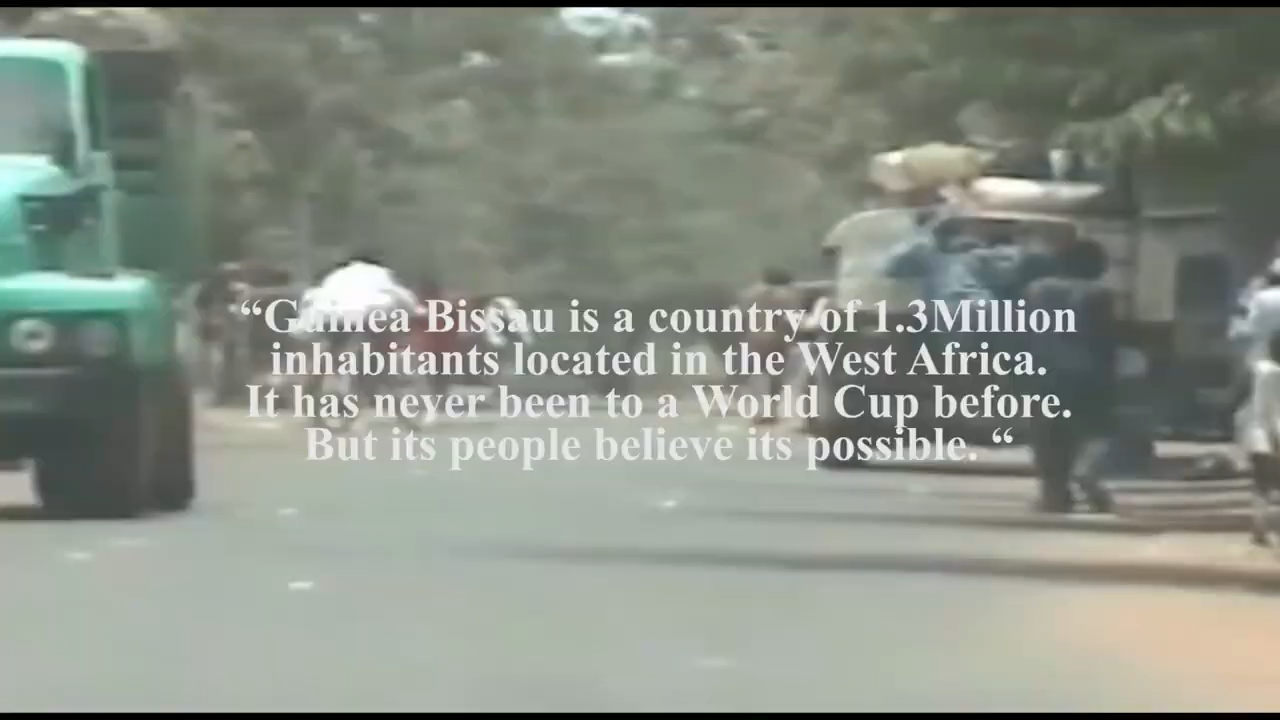 “Guinea Bissau is a country of 1.3Million
inhabitants located in the West Africa.
It has never been to a World Cup before.
But its people believe its possible. “